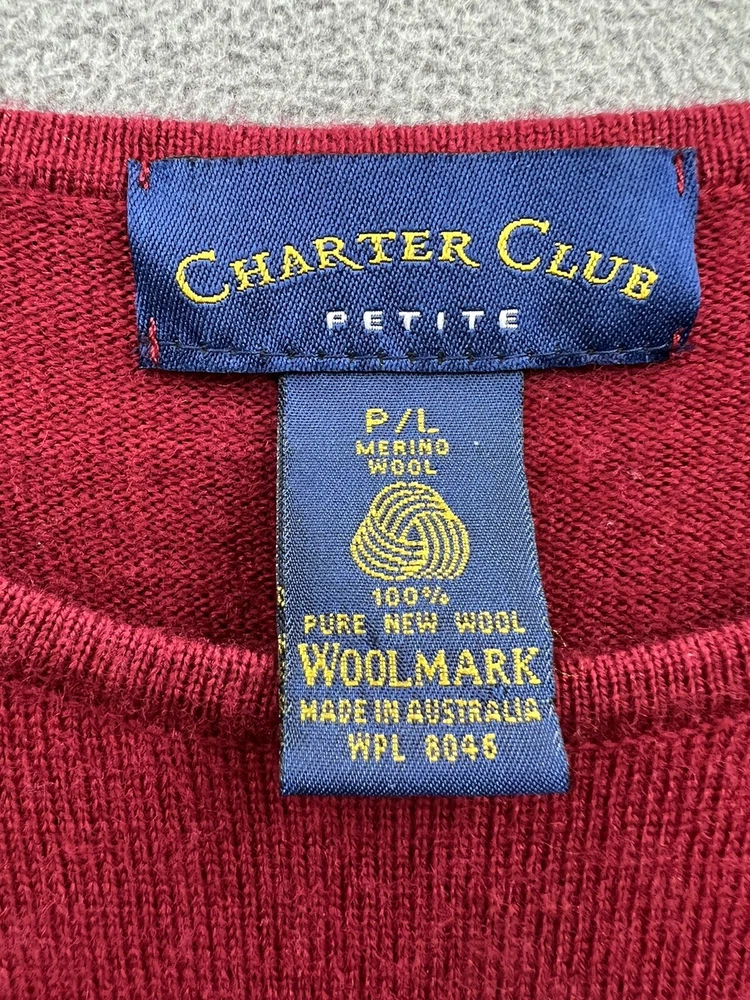 CHARTER CLUB
PETITE
P/L
MERINO
WOOL
100%
PURE NEW WOOL
WOOLMARK
MADE IN AUSTRALIA
WPL 8046